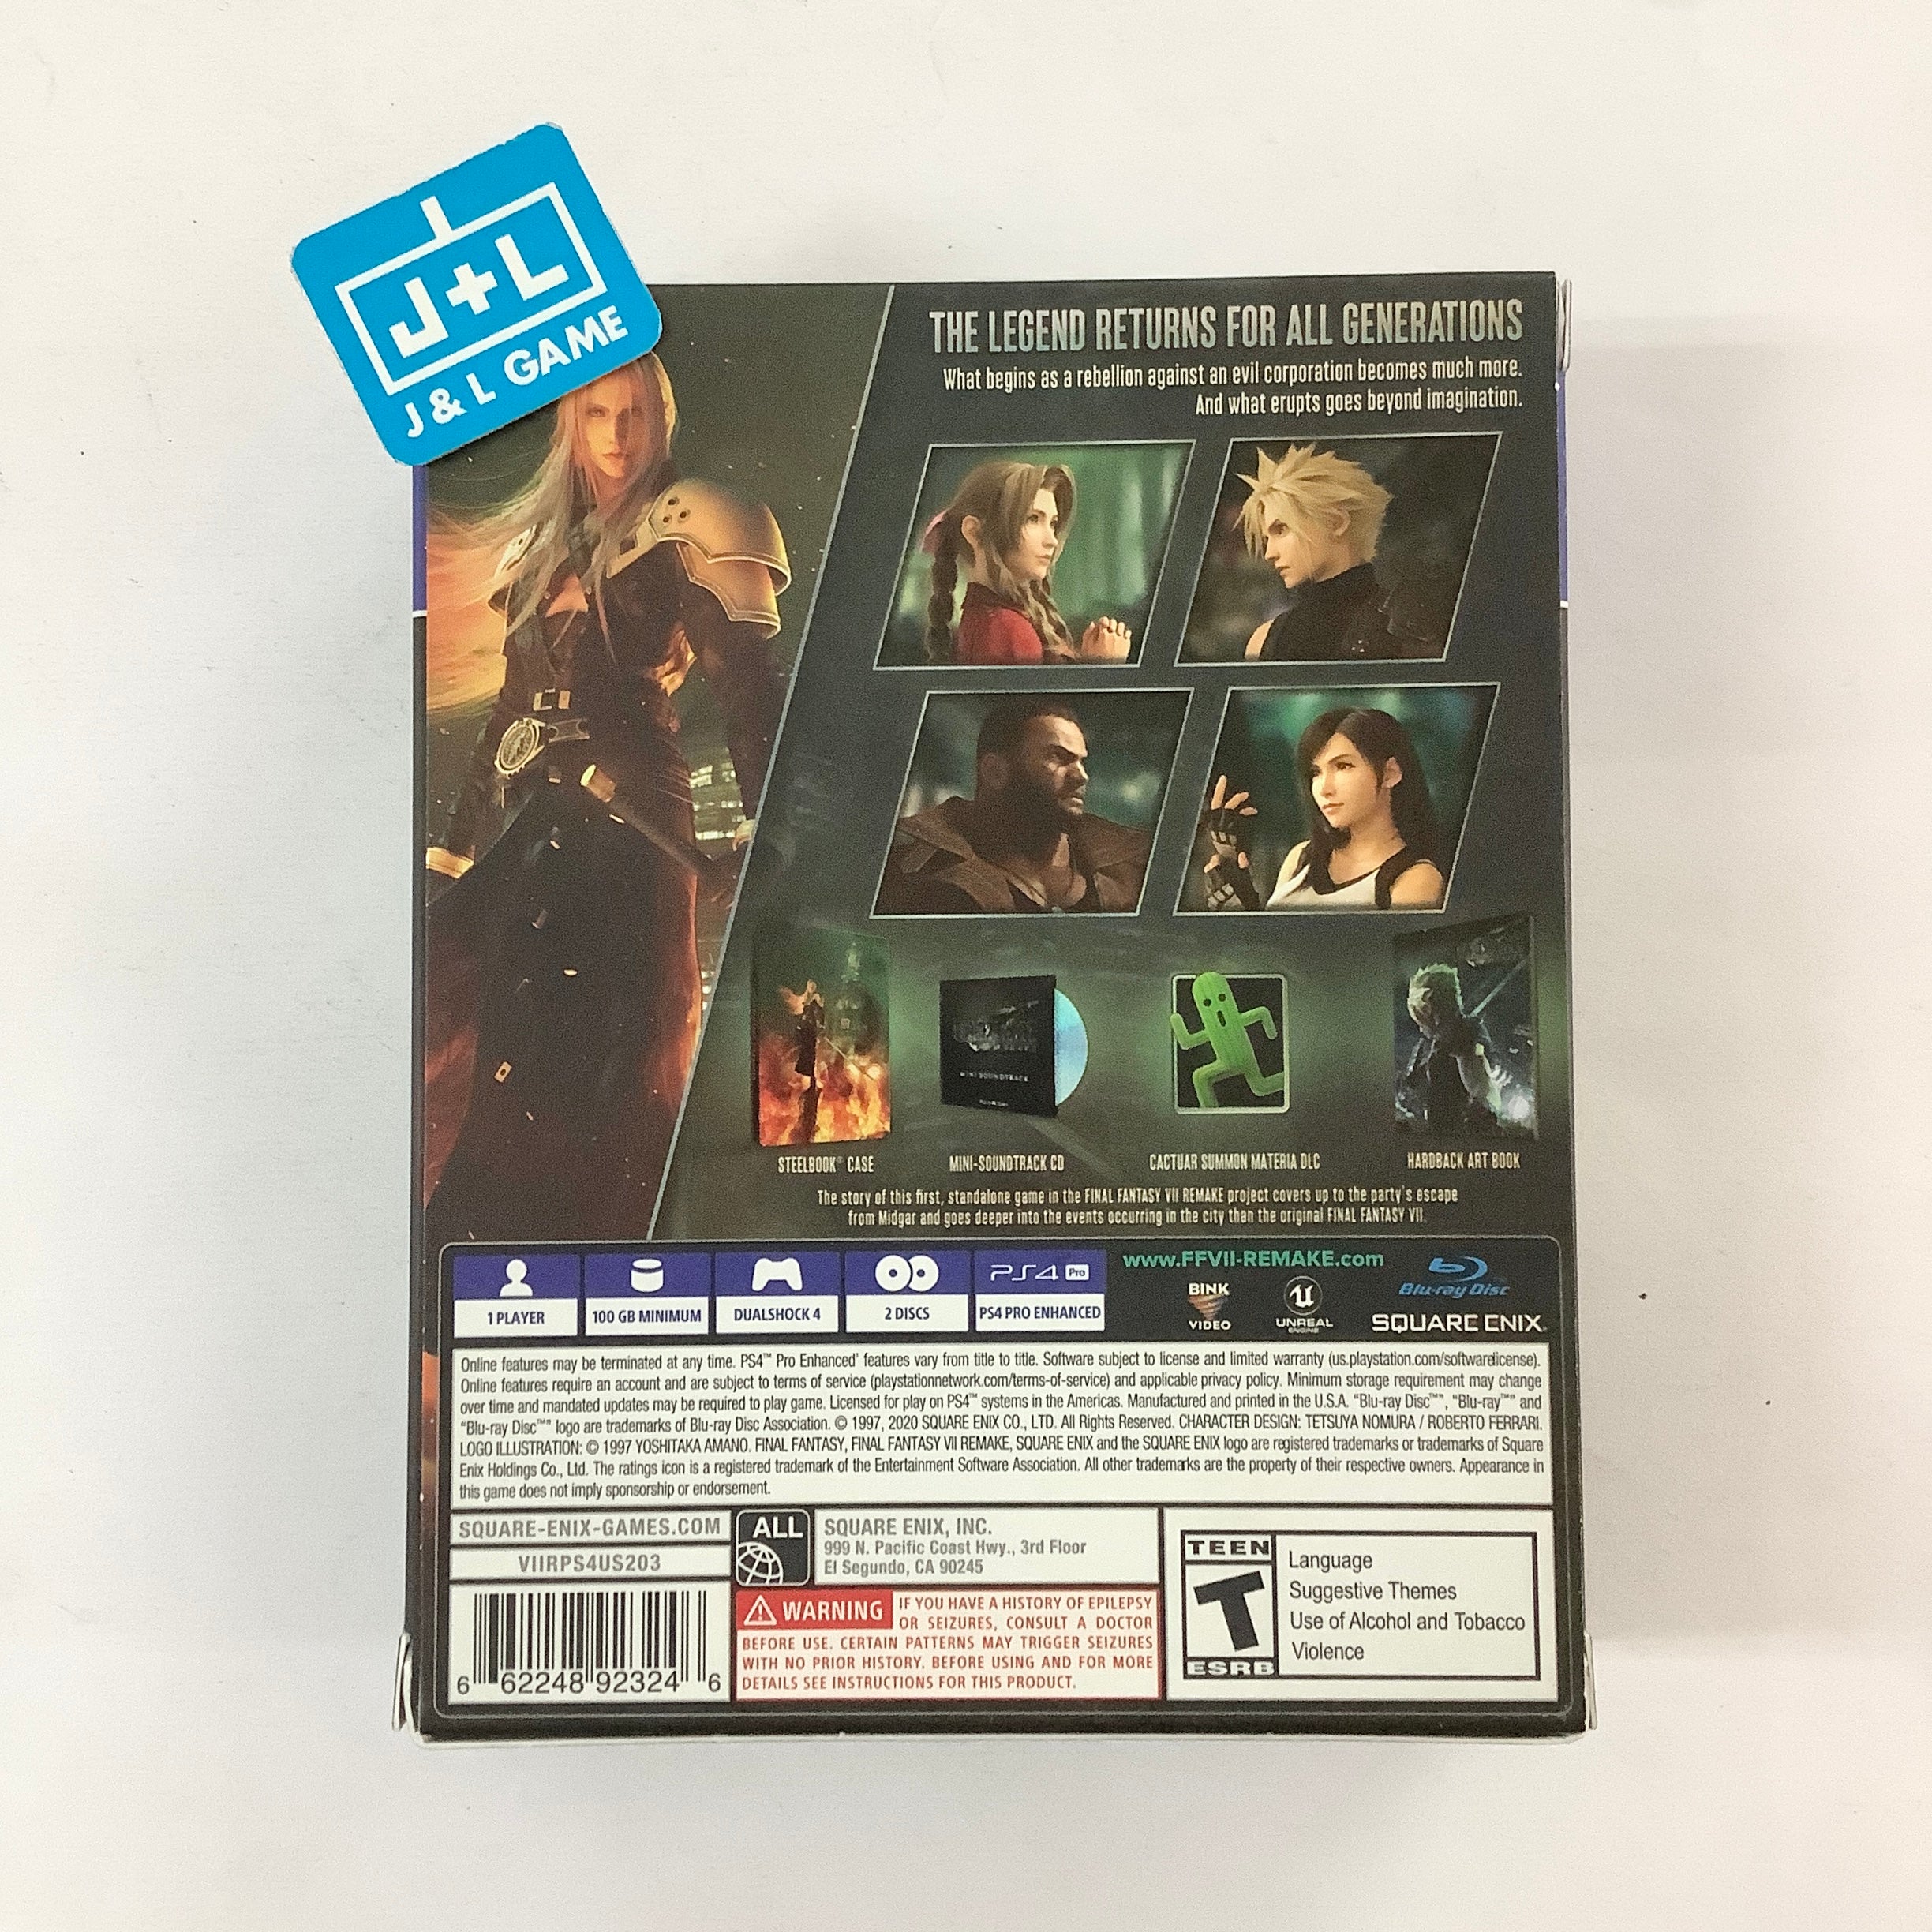 J+L
J & L GAME
THE LEGEND RETURNS FOR ALL GENERATIONS
What begins as a rebellion against an evil corporation becomes much more.
And what erupts goes beyond imagination.
MINI SOUNDTRACK
STEELBOOK® CASE
MINI-SOUNDTRACK CD
CACTUAR SUMMON MATERIA DLC
HARDBACK ART BOOK
The story of this first, standalone game in the FINAL FANTASY VII REMAKE project covers up to the party's escape
from Midgar and goes deeper into the events occurring in the city than the original FINAL FANTASY VII.
PS4 Pro
1 PLAYER
100 GB MINIMUM
DUALSHOCK 4
2 DISCS
PS4 PRO ENHANCED
www.FFVII-REMAKE.com
BINK
VIDEO
UNREAL
ENGINE
Blu-ray Disc
SQUARE ENIX.
Online features may be terminated at any time. PS4™ Pro Enhanced' features vary from title to title. Software subject to license and limited warranty (us.playstation.com/softwarelicense).
Online features require an account and are subject to terms of service (playstationnetwork.com/terms-of-service) and applicable privacy policy. Minimum storage requirement may change
over time and mandated updates may be required to play game. Licensed for play on PS4™ systems in the Americas. Manufactured and printed in the U.S.A. “Blu-ray Disc™”, “Blu-ray™” and
“Blu-ray Disc™” logo are trademarks of Blu-ray Disc Association. © 1997, 2020 SQUARE ENIX CO., LTD. All Rights Reserved. CHARACTER DESIGN: TETSUYA NOMURA / ROBERTO FERRARI.
LOGO ILLUSTRATION: © 1997 YOSHITAKA AMANO. FINAL FANTASY, FINAL FANTASY VII REMAKE, SQUARE ENIX and the SQUARE ENIX logo are registered trademarks or trademarks of Square
Enix Holdings Co., Ltd. The ratings icon is a registered trademark of the Entertainment Software Association. All other trademarks are the property of their respective owners. Appearance in
this game does not imply sponsorship or endorsement.
SQUARE-ENIX-GAMES.COM
VIIRPS4US203
6 62248 92324 6
ALL
SQUARE ENIX, INC.
999 N. Pacific Coast Hwy., 3rd Floor
El Segundo, CA 90245
WARNING IF YOU HAVE A HISTORY OF EPILEPSY
OR SEIZURES, CONSULT A DOCTOR
BEFORE USE. CERTAIN PATTERNS MAY TRIGGER SEIZURES
WITH NO PRIOR HISTORY. BEFORE USING AND FOR MORE
DETAILS SEE INSTRUCTIONS FOR THIS PRODUCT.
TEEN
T
ESRB
Language
Suggestive Themes
Use of Alcohol and Tobacco
Violence